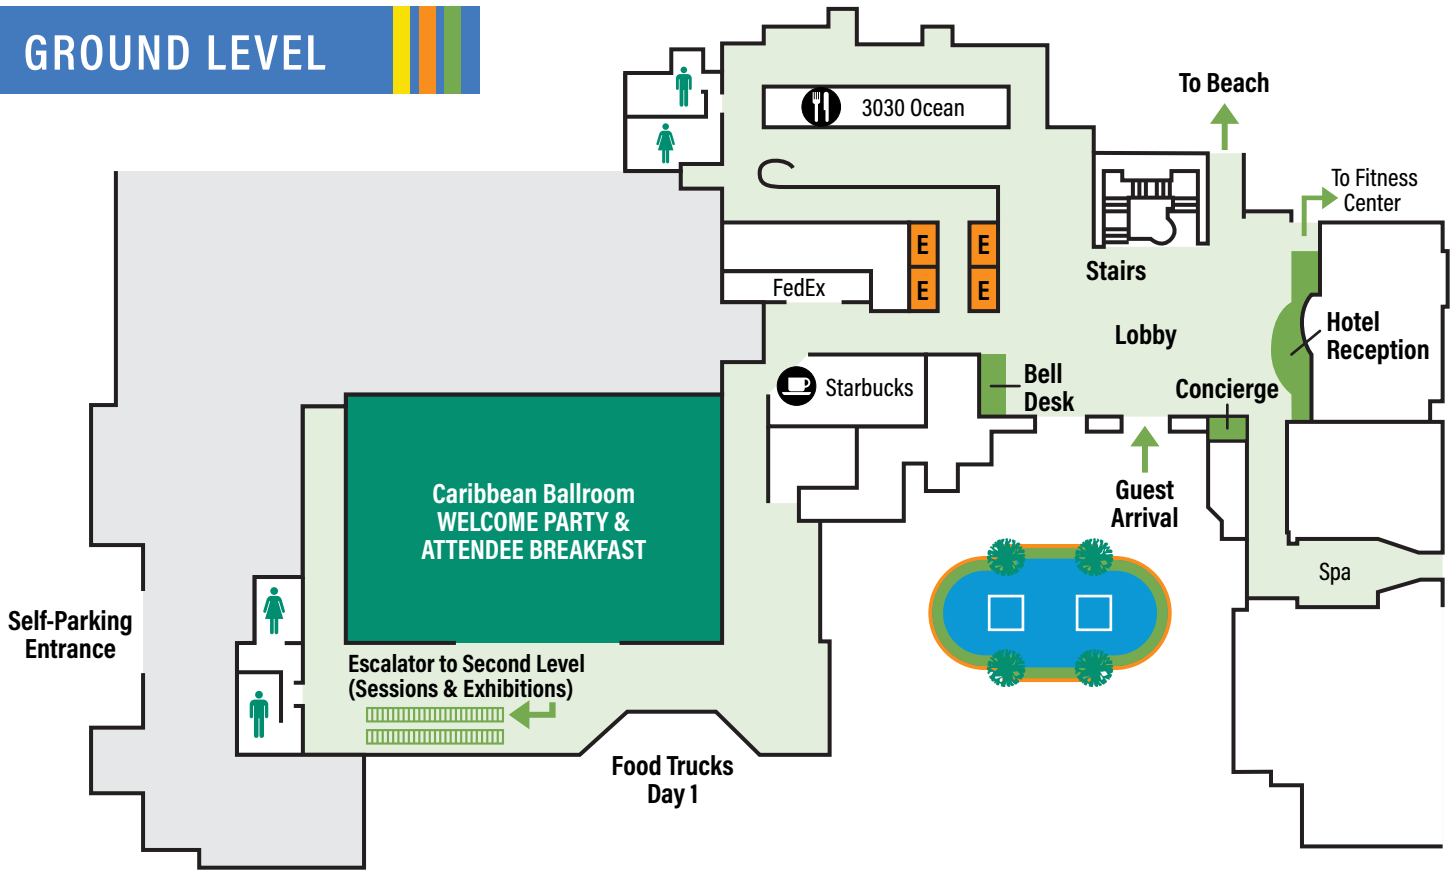 GROUND LEVEL
To Beach
3030 Ocean
To Fitness
Center
E
E
E
E
Stairs
FedEx
Lobby
Hotel
Reception
Bell
Desk
Concierge
Starbucks
Guest
Arrival
Caribbean Ballroom
WELCOME PARTY &
ATTENDEE BREAKFAST
Spa
Self-Parking
Entrance
Escalator to Second Level
(Sessions & Exhibitions)
Food Trucks
Day 1